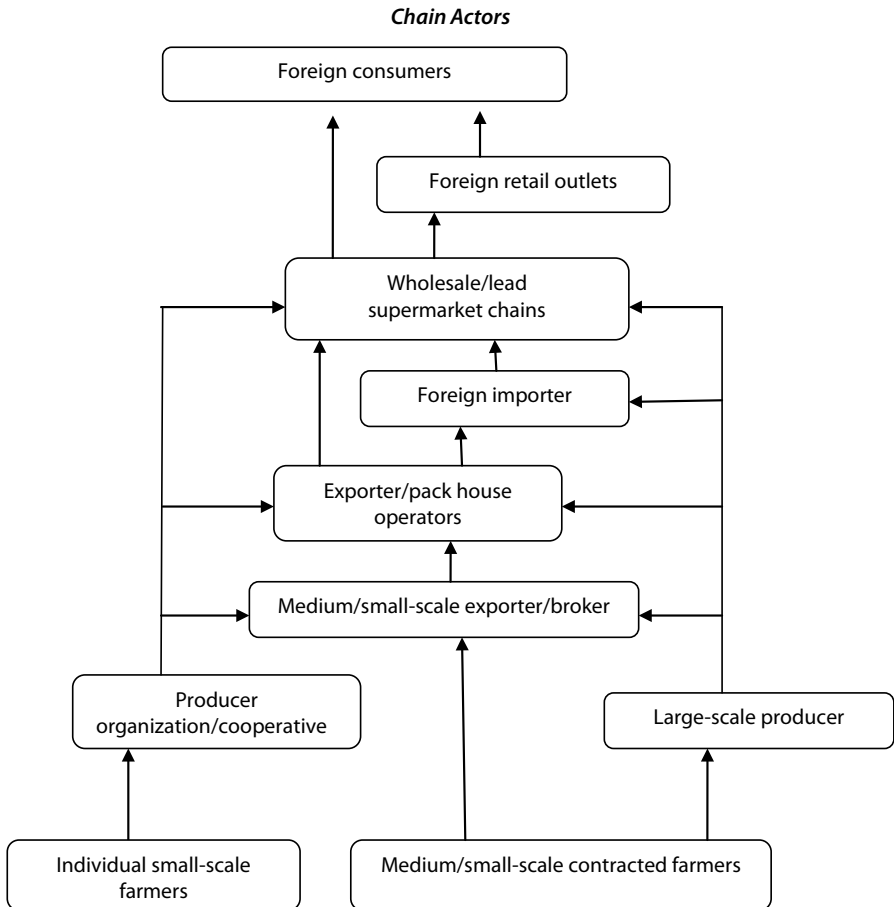 Chain Actors
Foreign consumers
Foreign retail outlets
Wholesale/lead
supermarket chains
Foreign importer
Exporter/pack house
operators
Medium/small-scale exporter/broker
Producer
organization/cooperative
Large-scale producer
Individual small-scale
farmers
Medium/small-scale contracted farmers